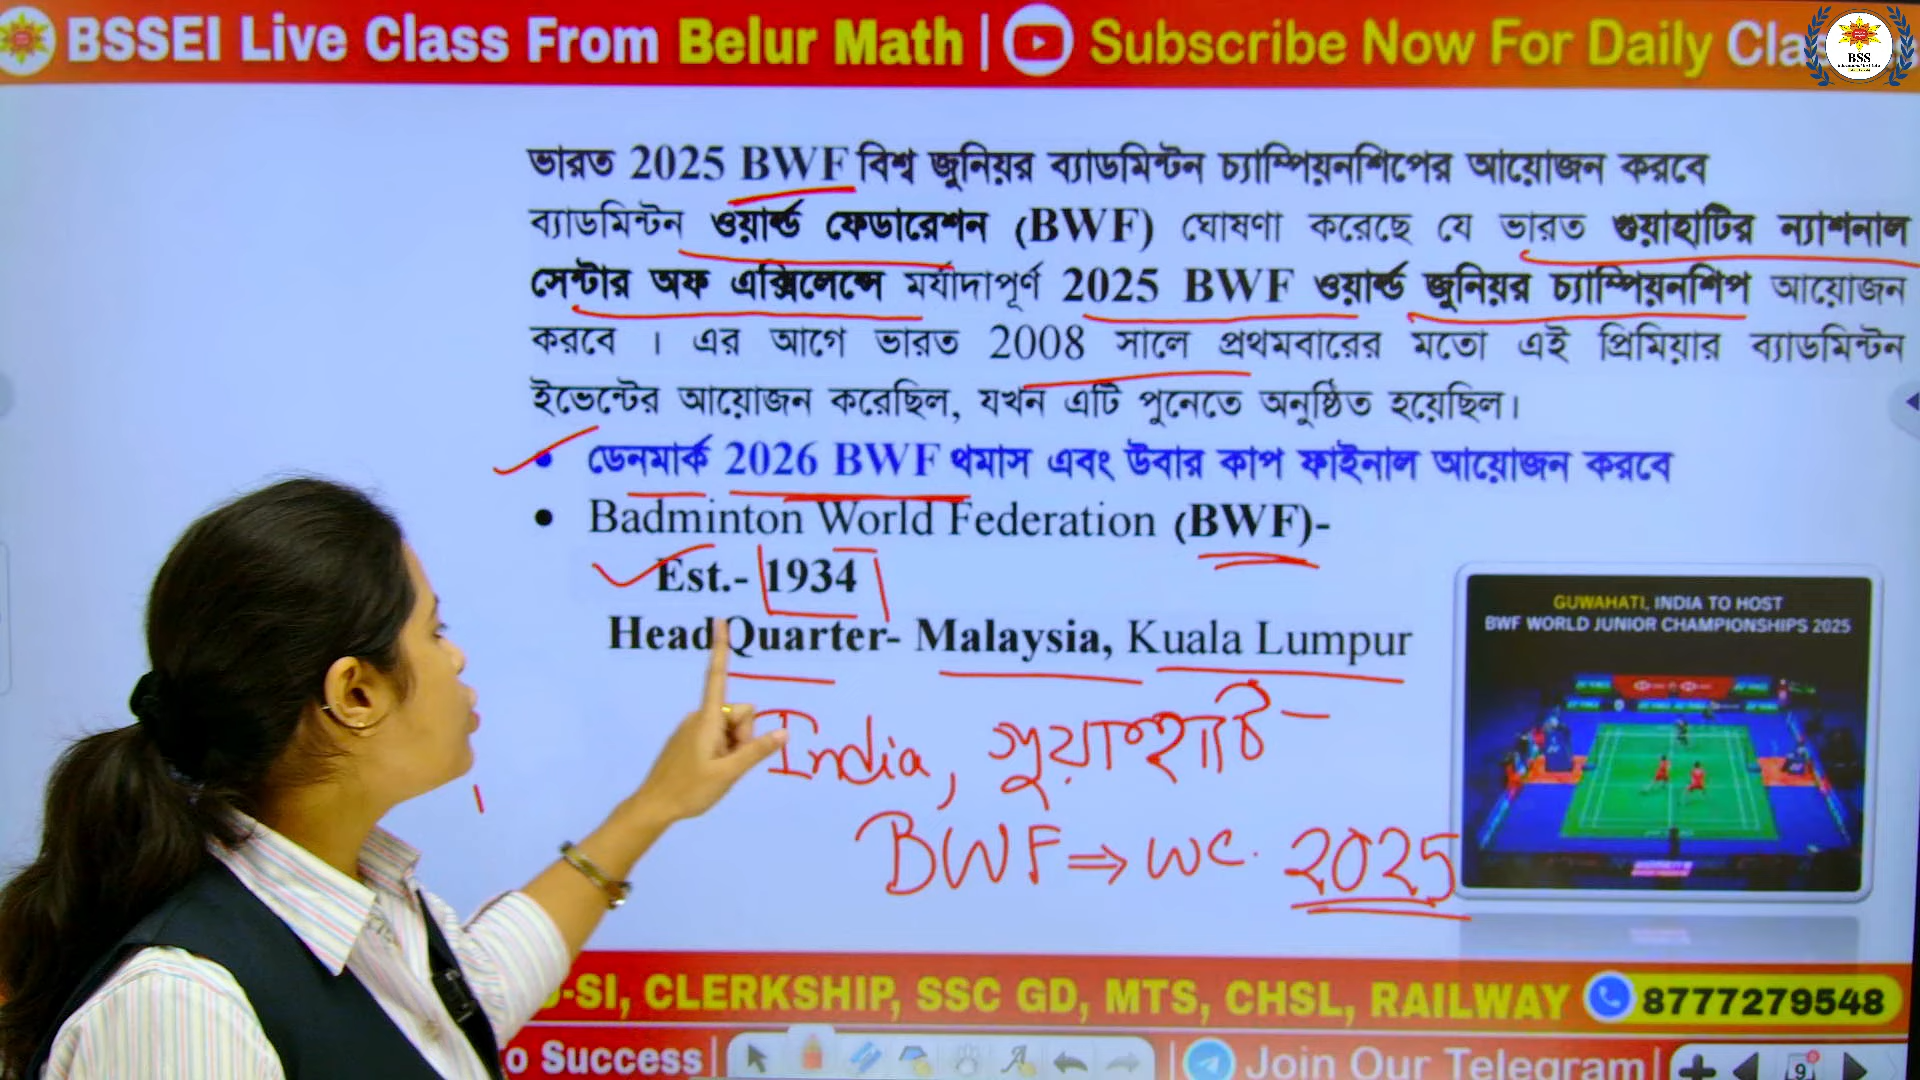 BSSEI Live Class From Belur Math | Subscribe Now For Daily Cla
BSS
ভারত 2025 BWF বিশ্ব জুনিয়র ব্যাডমিন্টন চ্যাম্পিয়নশিপের আয়োজন করবে
ব্যাডমিন্টন ওয়ার্ল্ড ফেডারেশন (BWF) ঘোষণা করেছে যে ভারত গুয়াহাটির ন্যাশনাল
সেন্টার অফ এক্সিলেন্সে মর্যাদাপূর্ণ 2025 BWF ওয়ার্ল্ড জুনিয়র চ্যাম্পিয়নশিপ আয়োজন
করবে । এর আগে ভারত 2008 সালে প্রথমবারের মতো এই প্রিমিয়ার ব্যাডমিন্টন
ইভেন্টের আয়োজন করেছিল, যখন এটি পুনেতে অনুষ্ঠিত হয়েছিল।
• ডেনমার্ক 2026 BWF থমাস এবং উবার কাপ ফাইনাল আয়োজন করবে
• Badminton World Federation (BWF)-
Est.- 1934
Head Quarter- Malaysia, Kuala Lumpur
India, গুয়াহাটি -
BWF ⇒ WC. 2025
GUWAHATI, INDIA TO HOST
BWF WORLD JUNIOR CHAMPIONSHIPS 2025
-SI, CLERKSHIP, SSC GD, MTS, CHSL, RAILWAY 8777279548
to Success | Join Our Telegram |
9